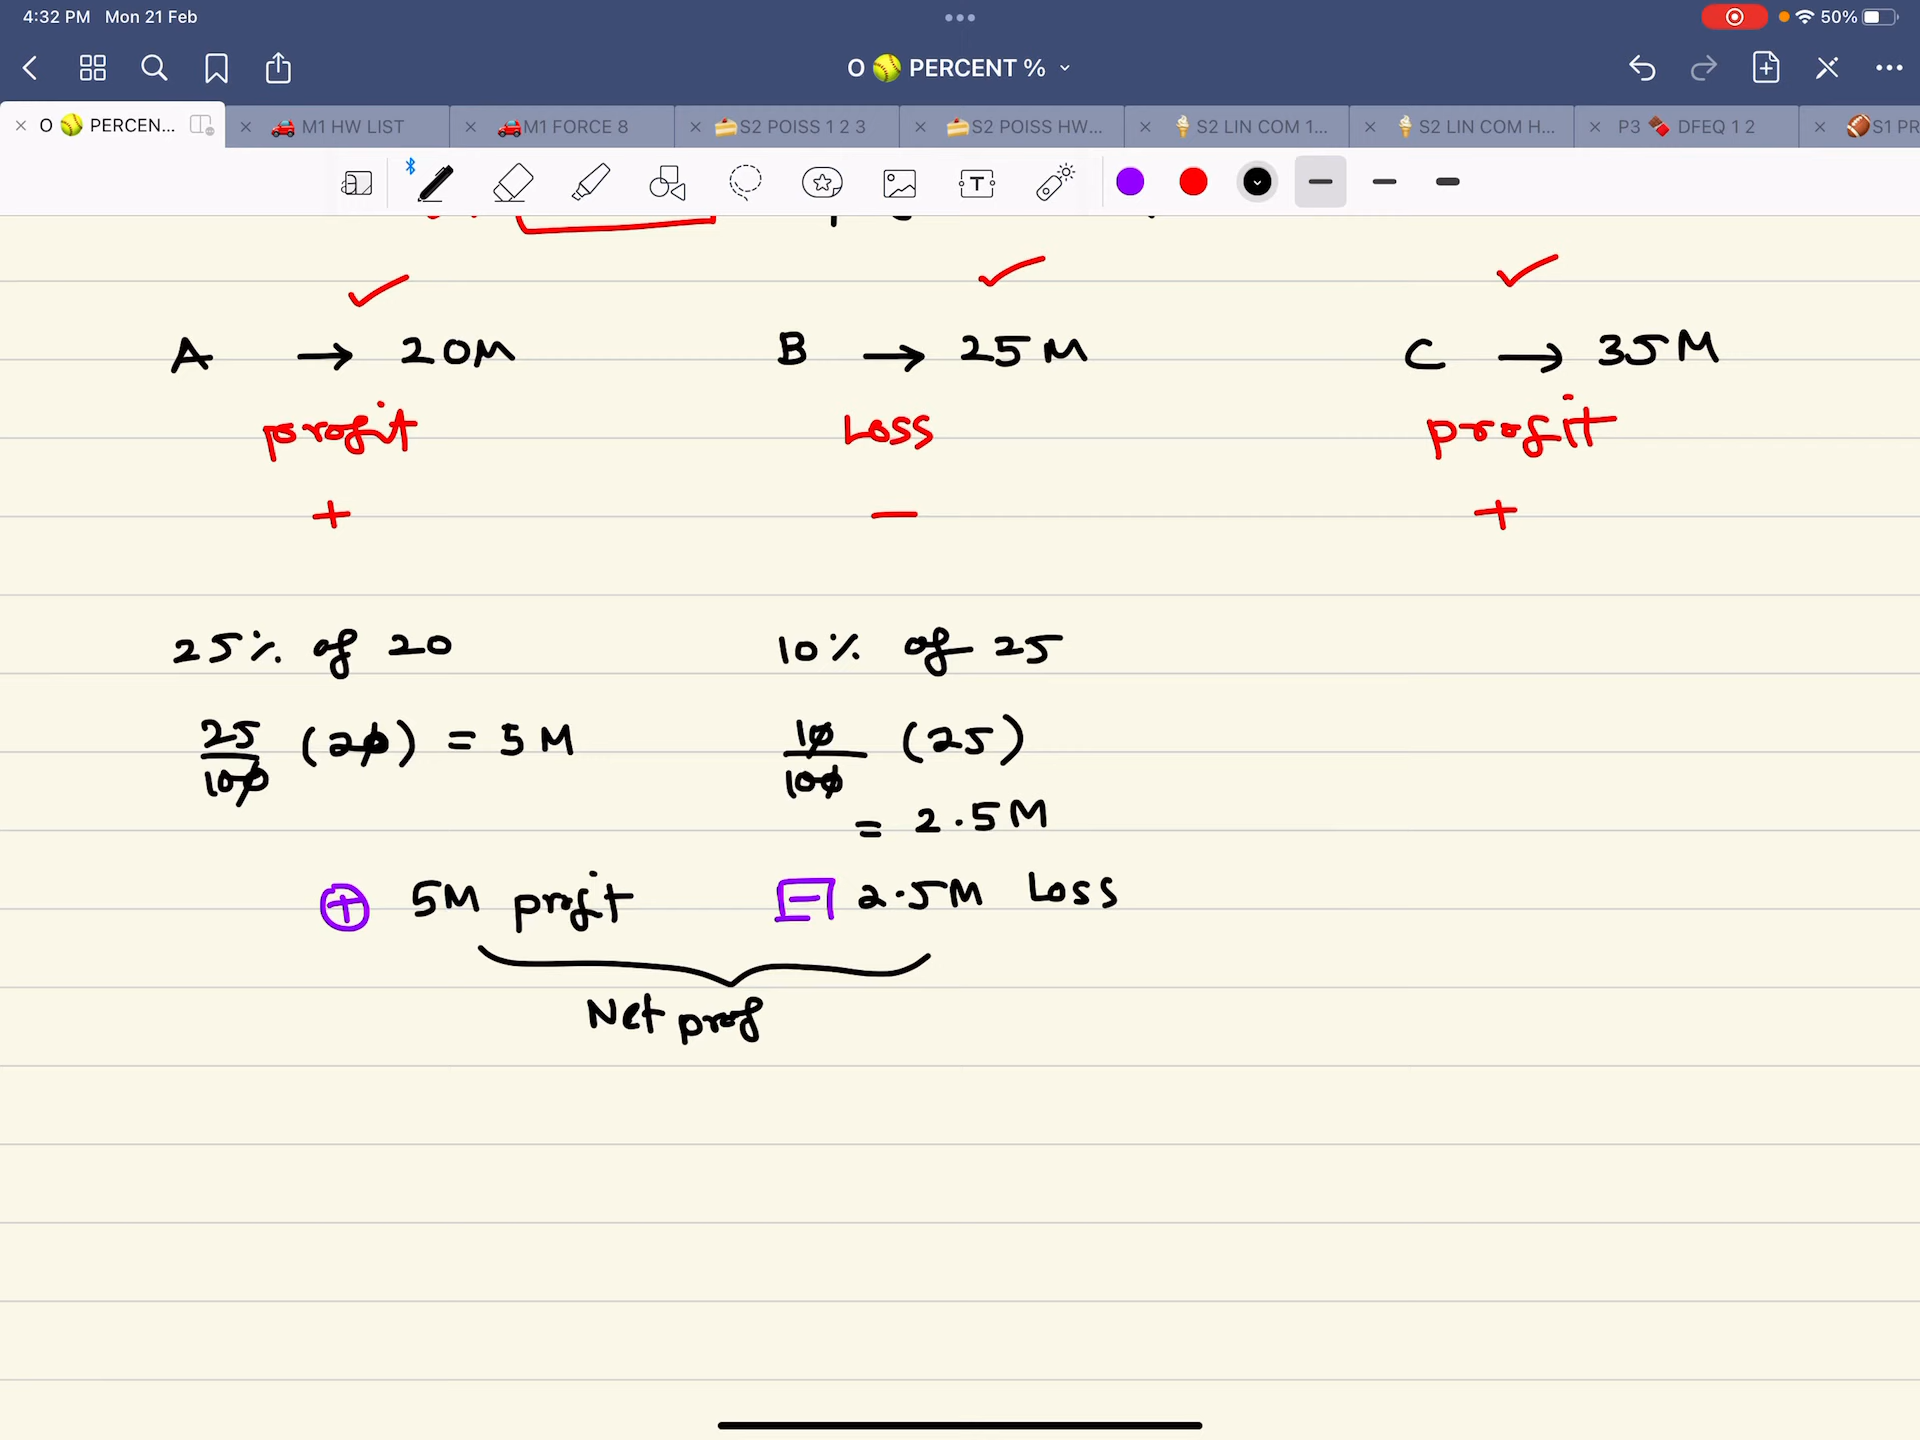 4:32 PM Mon 21 Feb
50%
O 🥎 PERCENT %
O 🥎 PERCEN...
M1 HW LIST
M1 FORCE 8
S2 POISS 1 2 3
S2 POISS HW...
S2 LIN COM 1...
S2 LIN COM H...
P3 🍫 DFEQ 1 2
S1 PR
A → 20M B → 25M C → 35M
profit Loss profit
+ − +
25% of 20 10% of 25
25/100 (20) = 5M 10/100 (25)
= 2.5M
+ 5M profit − 2.5M Loss
Net prof